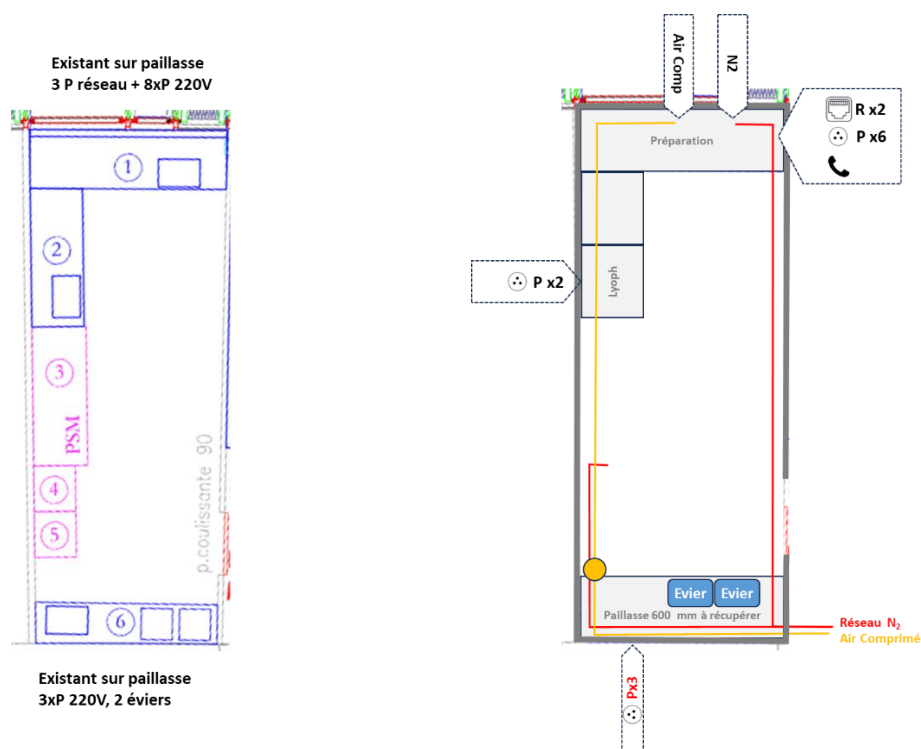 Existant sur paillasse
3 P réseau + 8xP 220V
1
2
3
PSM
4
5
p.coulissante 90
6
Existant sur paillasse
3xP 220V, 2 éviers
Air Comp
N2
R x2
P x6
Préparation
P x2
Lyoph
Evier Evier
Paillasse 600 mm à récupérer
Réseau N₂
Air Comprimé
Px3